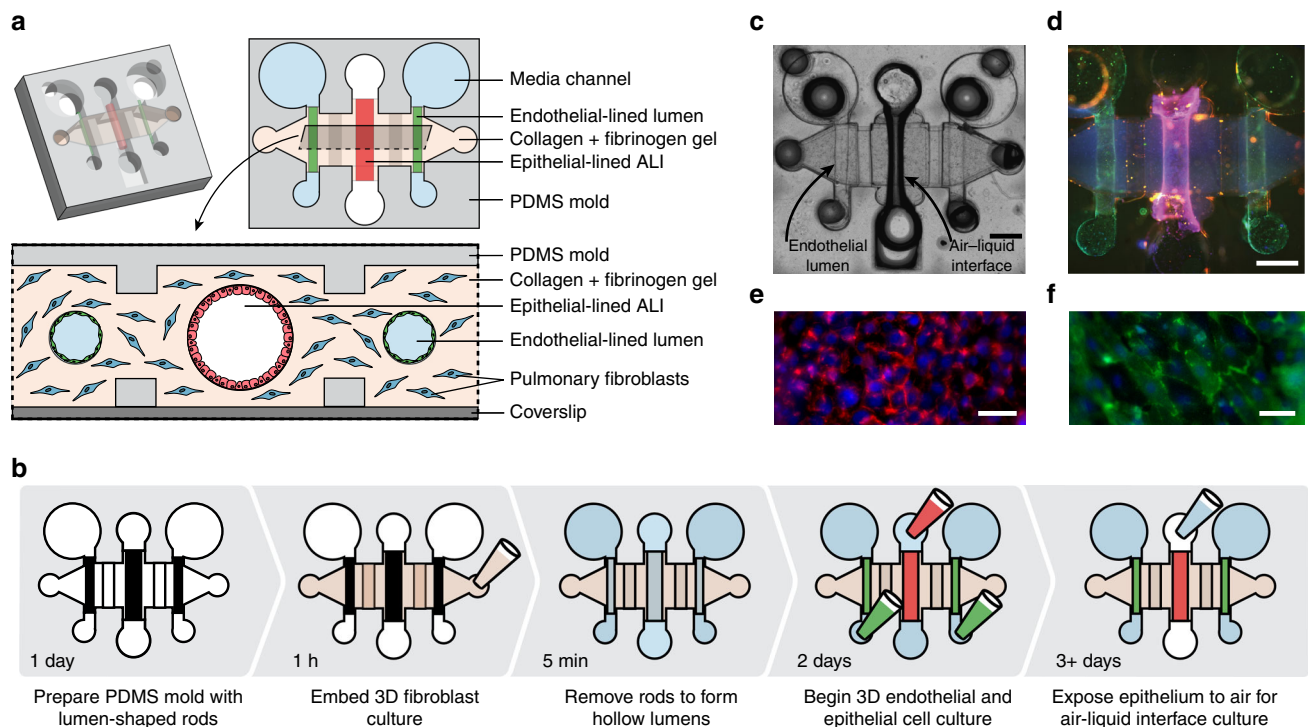 a
Media channel
Endothelial-lined lumen
Collagen + fibrinogen gel
Epithelial-lined ALI
PDMS mold
PDMS mold
Collagen + fibrinogen gel
Epithelial-lined ALI
Endothelial-lined lumen
Pulmonary fibroblasts
Coverslip
c
Endothelial
lumen
Air–liquid
interface
d
e
f
b
1 day
Prepare PDMS mold with
lumen-shaped rods
1 h
Embed 3D fibroblast
culture
5 min
Remove rods to form
hollow lumens
2 days
Begin 3D endothelial and
epithelial cell culture
3+ days
Expose epithelium to air for
air-liquid interface culture